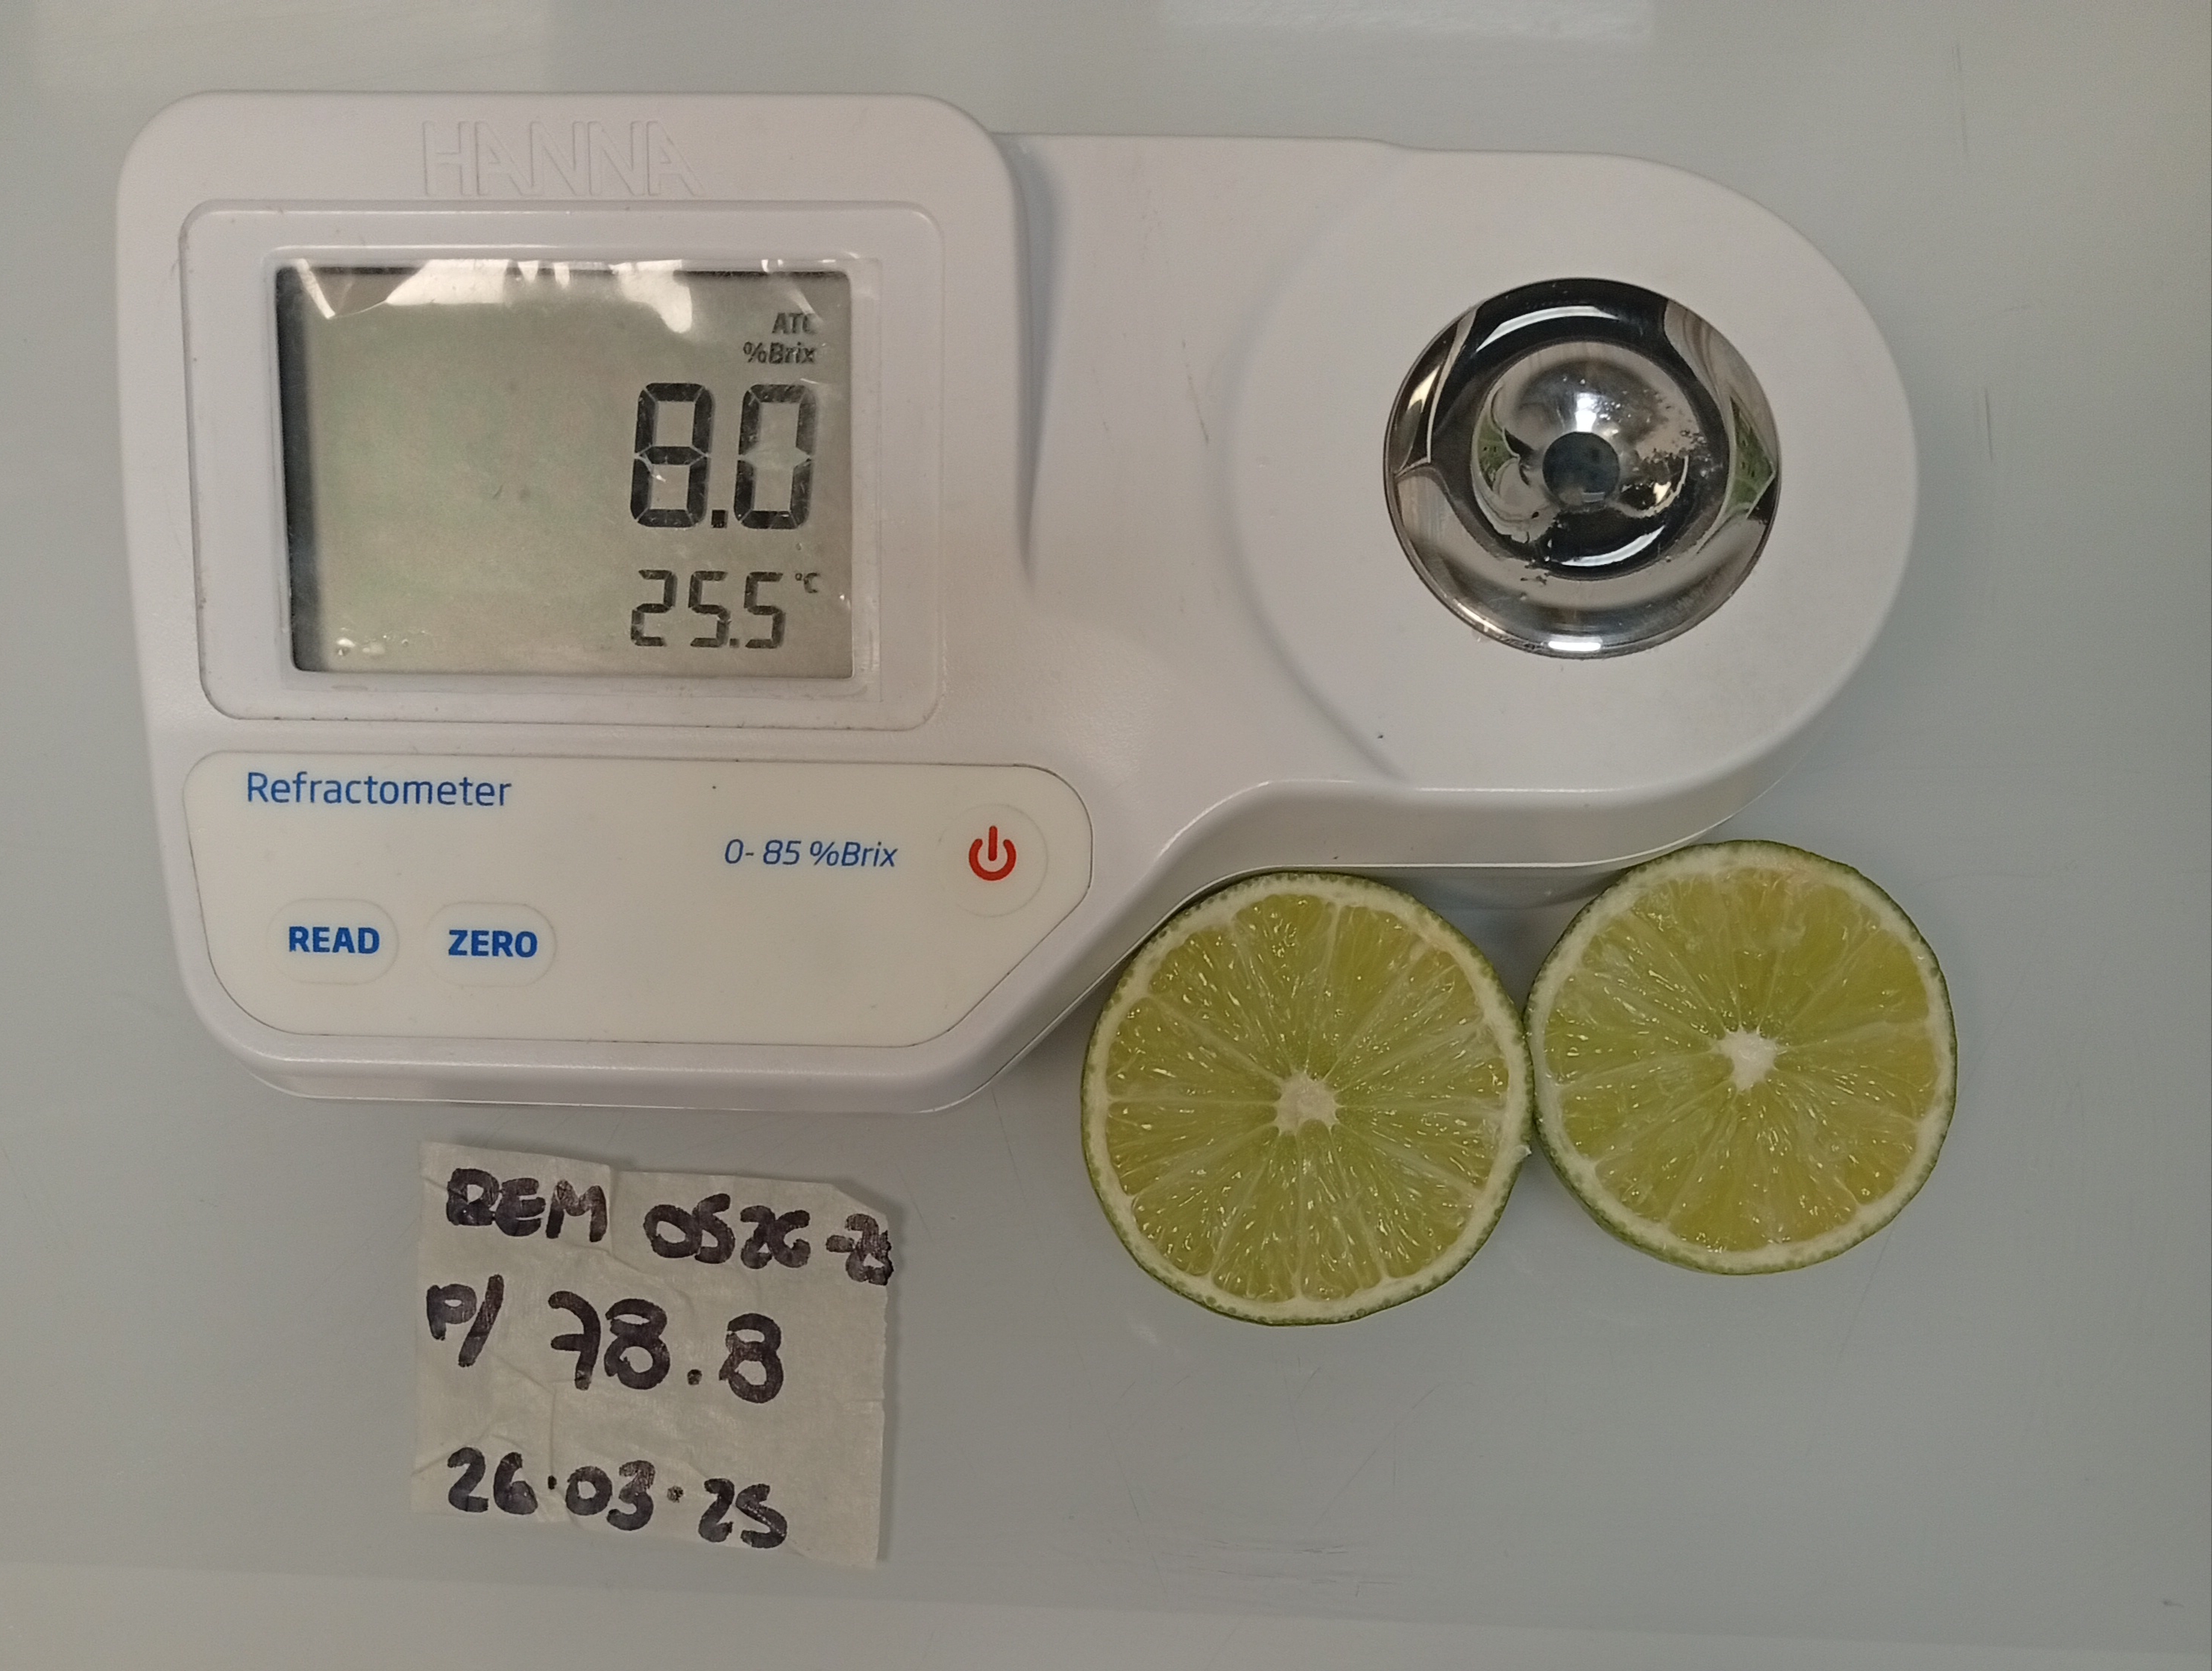 HANNA
ATC
%Brix
8.0
25.5 °C
Refractometer
0-85 %Brix
READ
ZERO
REM 0526-25
P/ 78.8
26·03·25